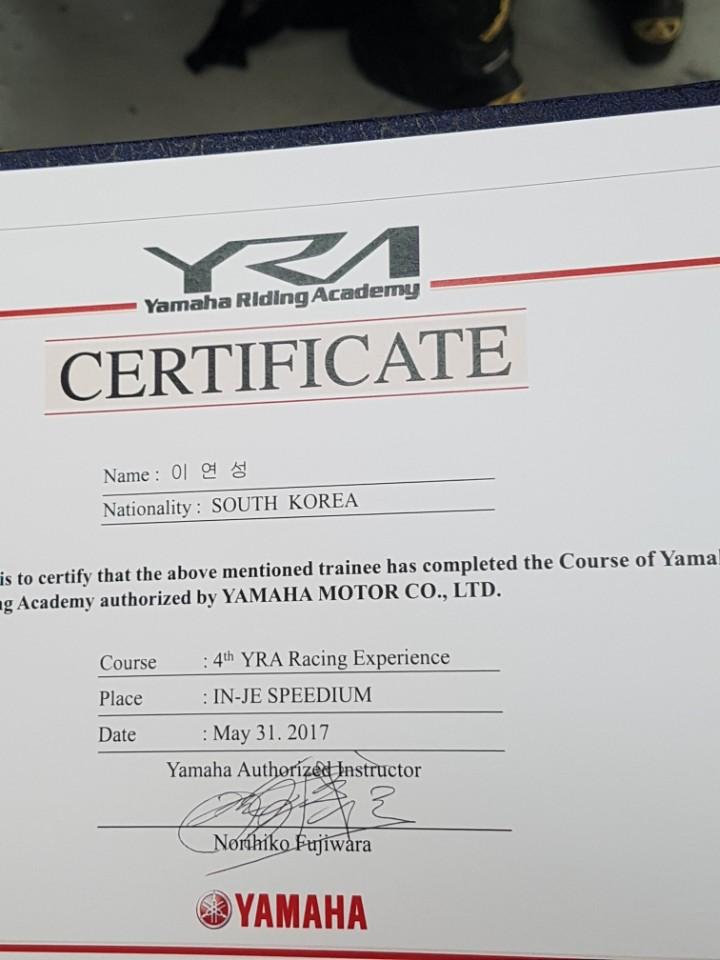 YRA
Yamaha Riding Academy
CERTIFICATE
Name : 이 연 성
Nationality : SOUTH KOREA
is to certify that the above mentioned trainee has completed the Course of Yama
Academy authorized by YAMAHA MOTOR CO., LTD.
Course : 4th YRA Racing Experience
Place : IN-JE SPEEDIUM
Date : May 31. 2017
Yamaha Authorized Instructor
Norihiko Fujiwara
YAMAHA